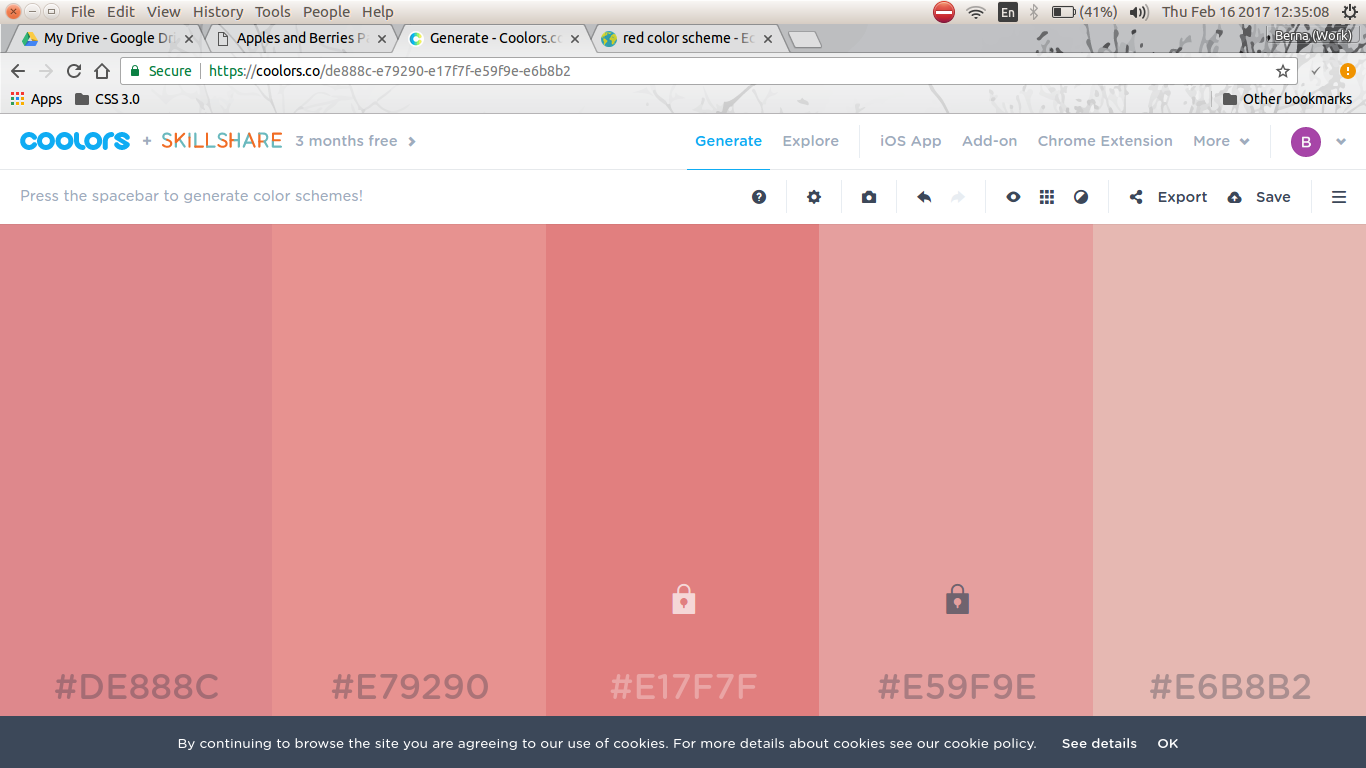 File Edit View History Tools People Help
En (41%) Thu Feb 16 2017 12:35:08
My Drive - Google Dri
Apples and Berries Pe
Generate - Coolors.co
red color scheme - Ec
Berna (Work)
Secure https://coolors.co/de888c-e79290-e17f7f-e59f9e-e6b8b2
Apps CSS 3.0 Other bookmarks
coolors + SKILLSHARE 3 months free Generate Explore iOS App Add-on Chrome Extension More B
Press the spacebar to generate color schemes! ? Export Save
#DE888C #E79290 #E17F7F #E59F9E #E6B8B2
By continuing to browse the site you are agreeing to our use of cookies. For more details about cookies see our cookie policy. See details OK